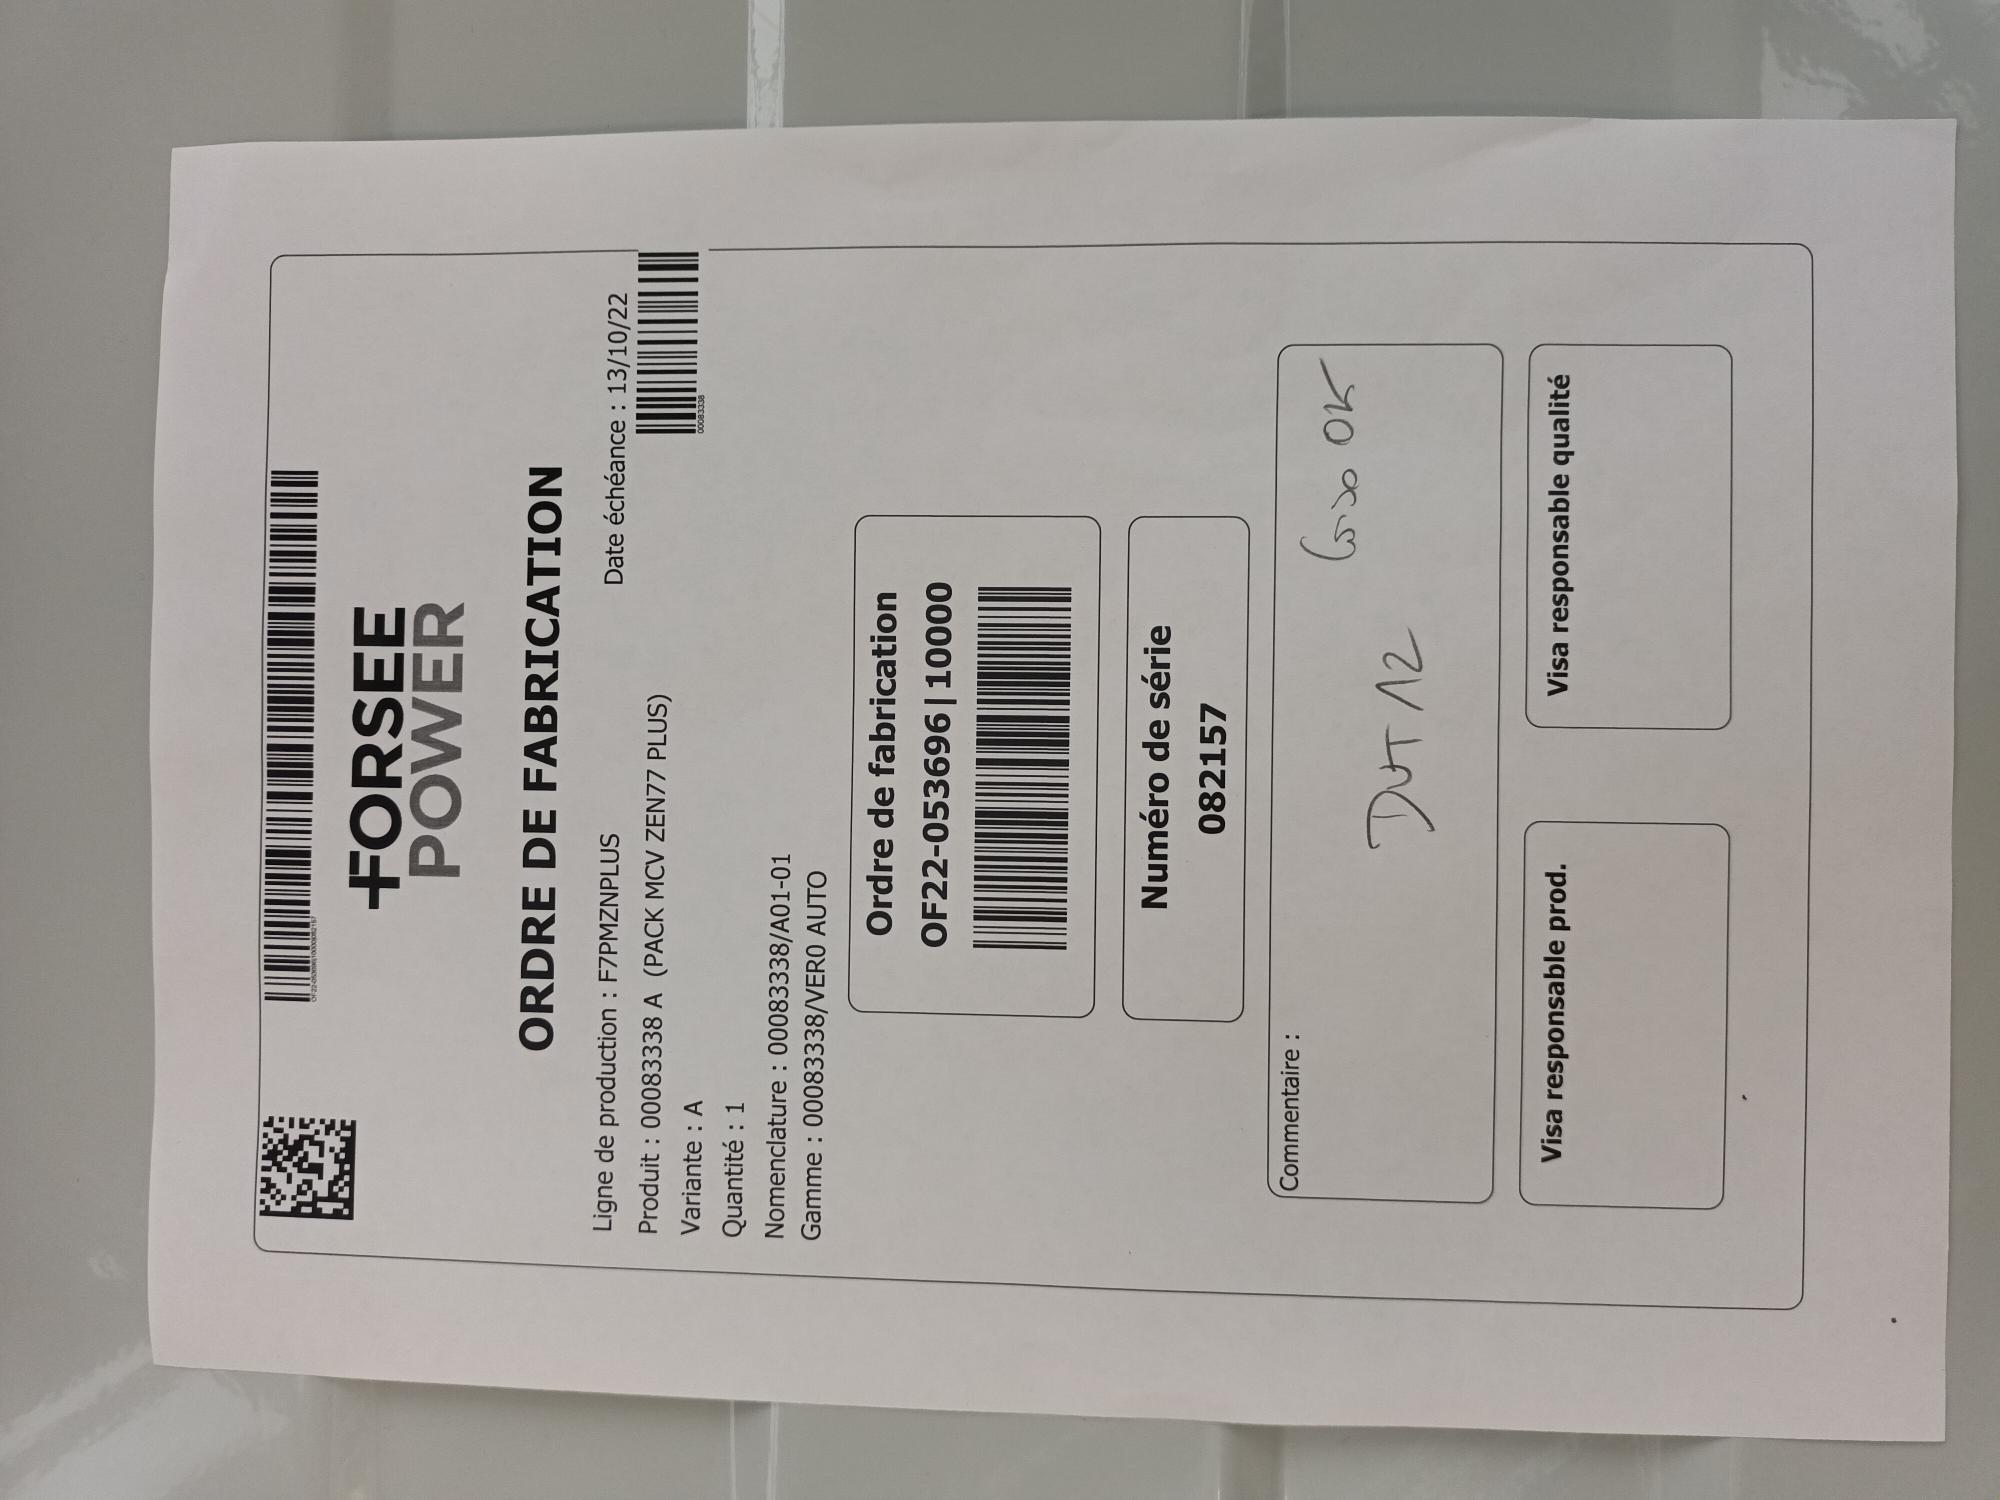 FORSEE
POWER
ORDRE DE FABRICATION
Ligne de production : F7PMZNPLUS
Date échéance : 13/10/22
Produit : 00083338 A (PACK MCV ZEN77 PLUS)
00083338
Variante : A
Quantité : 1
Nomenclature : 00083338/A01-01
Gamme : 00083338/VER0 AUTO
Ordre de fabrication
OF22-053696|10000
Numéro de série
082157
Commentaire :
OK
DUT 12
Visa responsable prod.
Visa responsable qualité